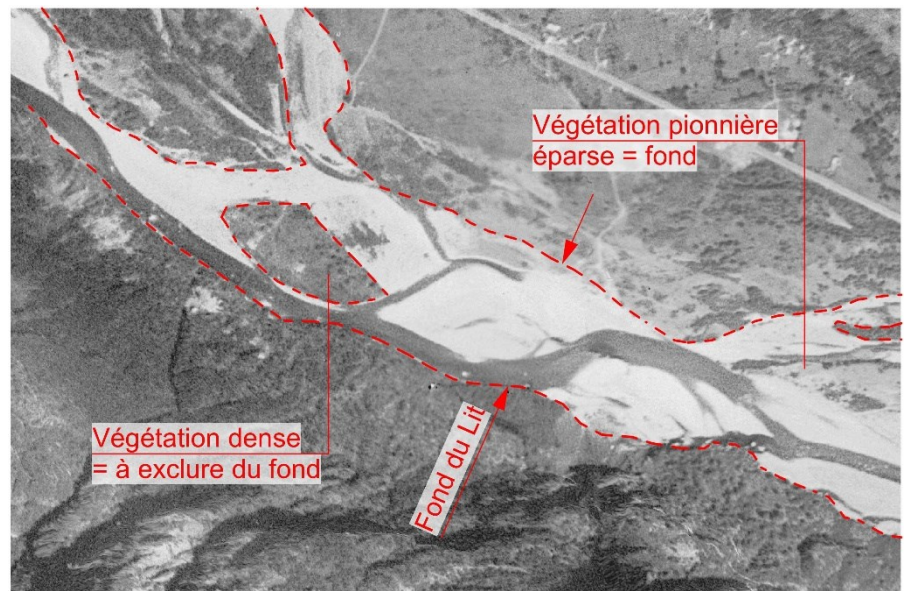 Végétation pionnière
éparse = fond
Végétation dense
= à exclure du fond
Fond du Lit